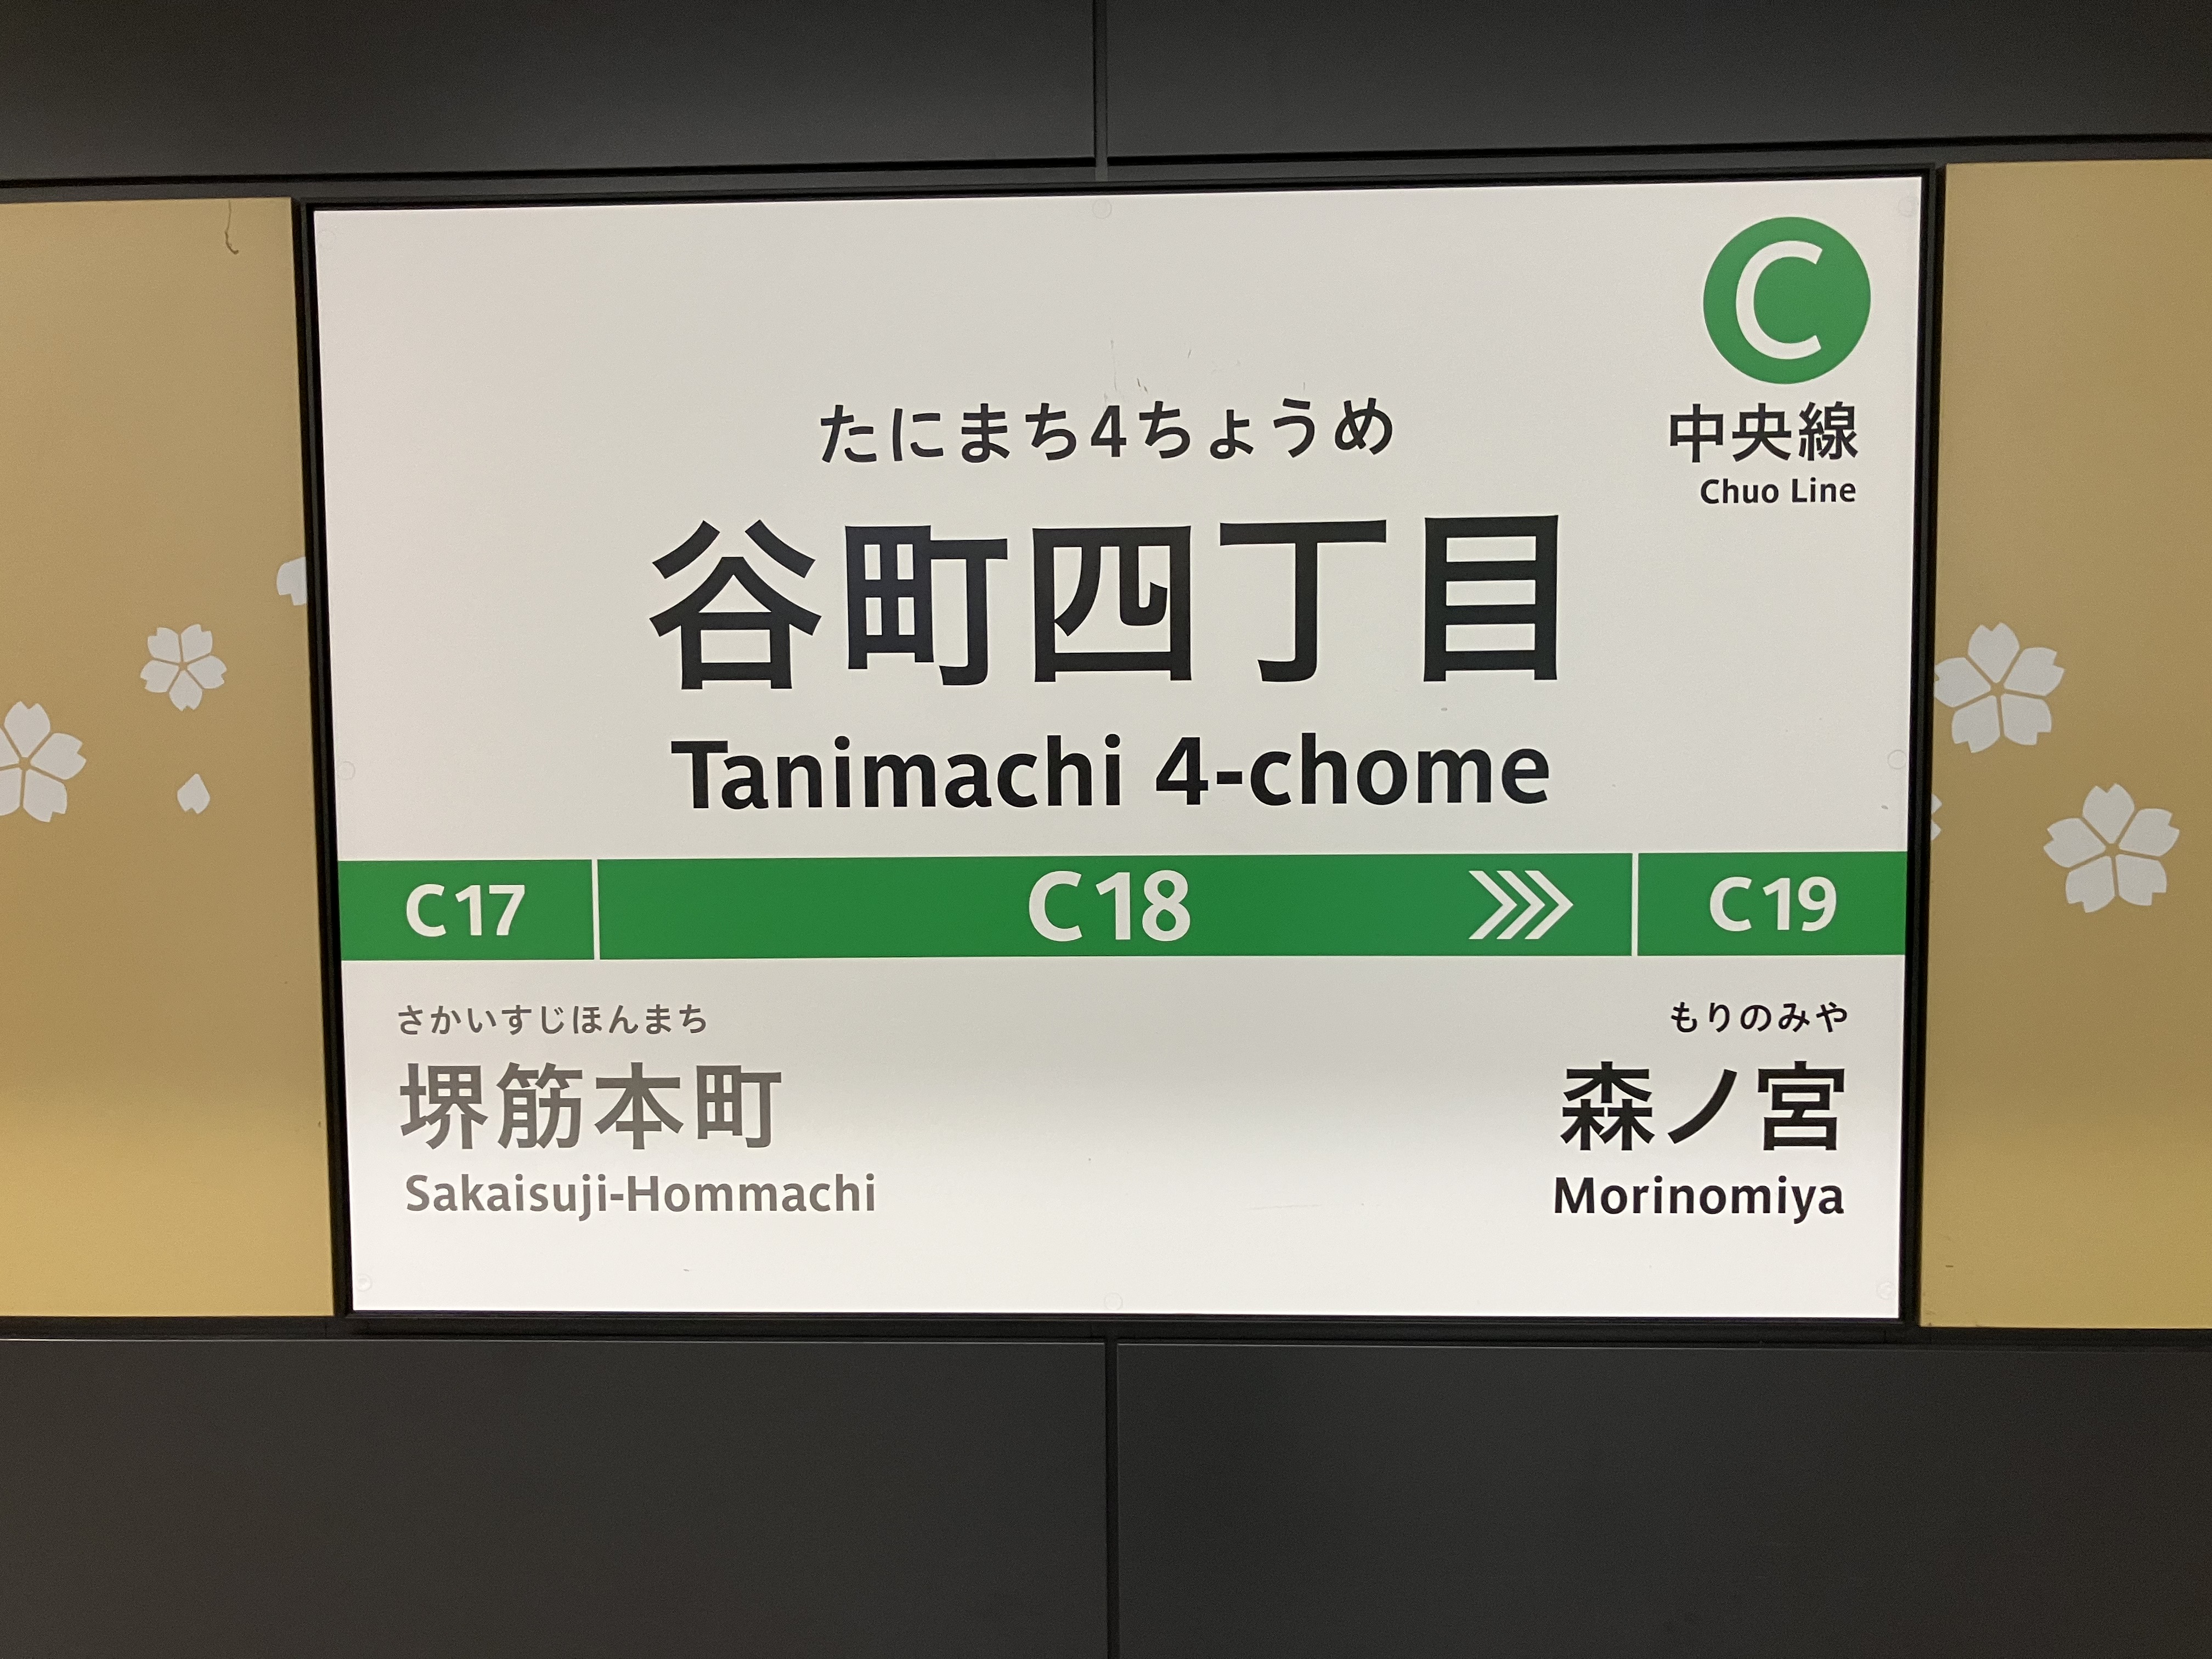 C
中央線
Chuo Line
たにまち4ちょうめ
谷町四丁目
Tanimachi 4-chome
C17
C18
C19
さかいすじほんまち
堺筋本町
Sakaisuji-Hommachi
もりのみや
森ノ宮
Morinomiya